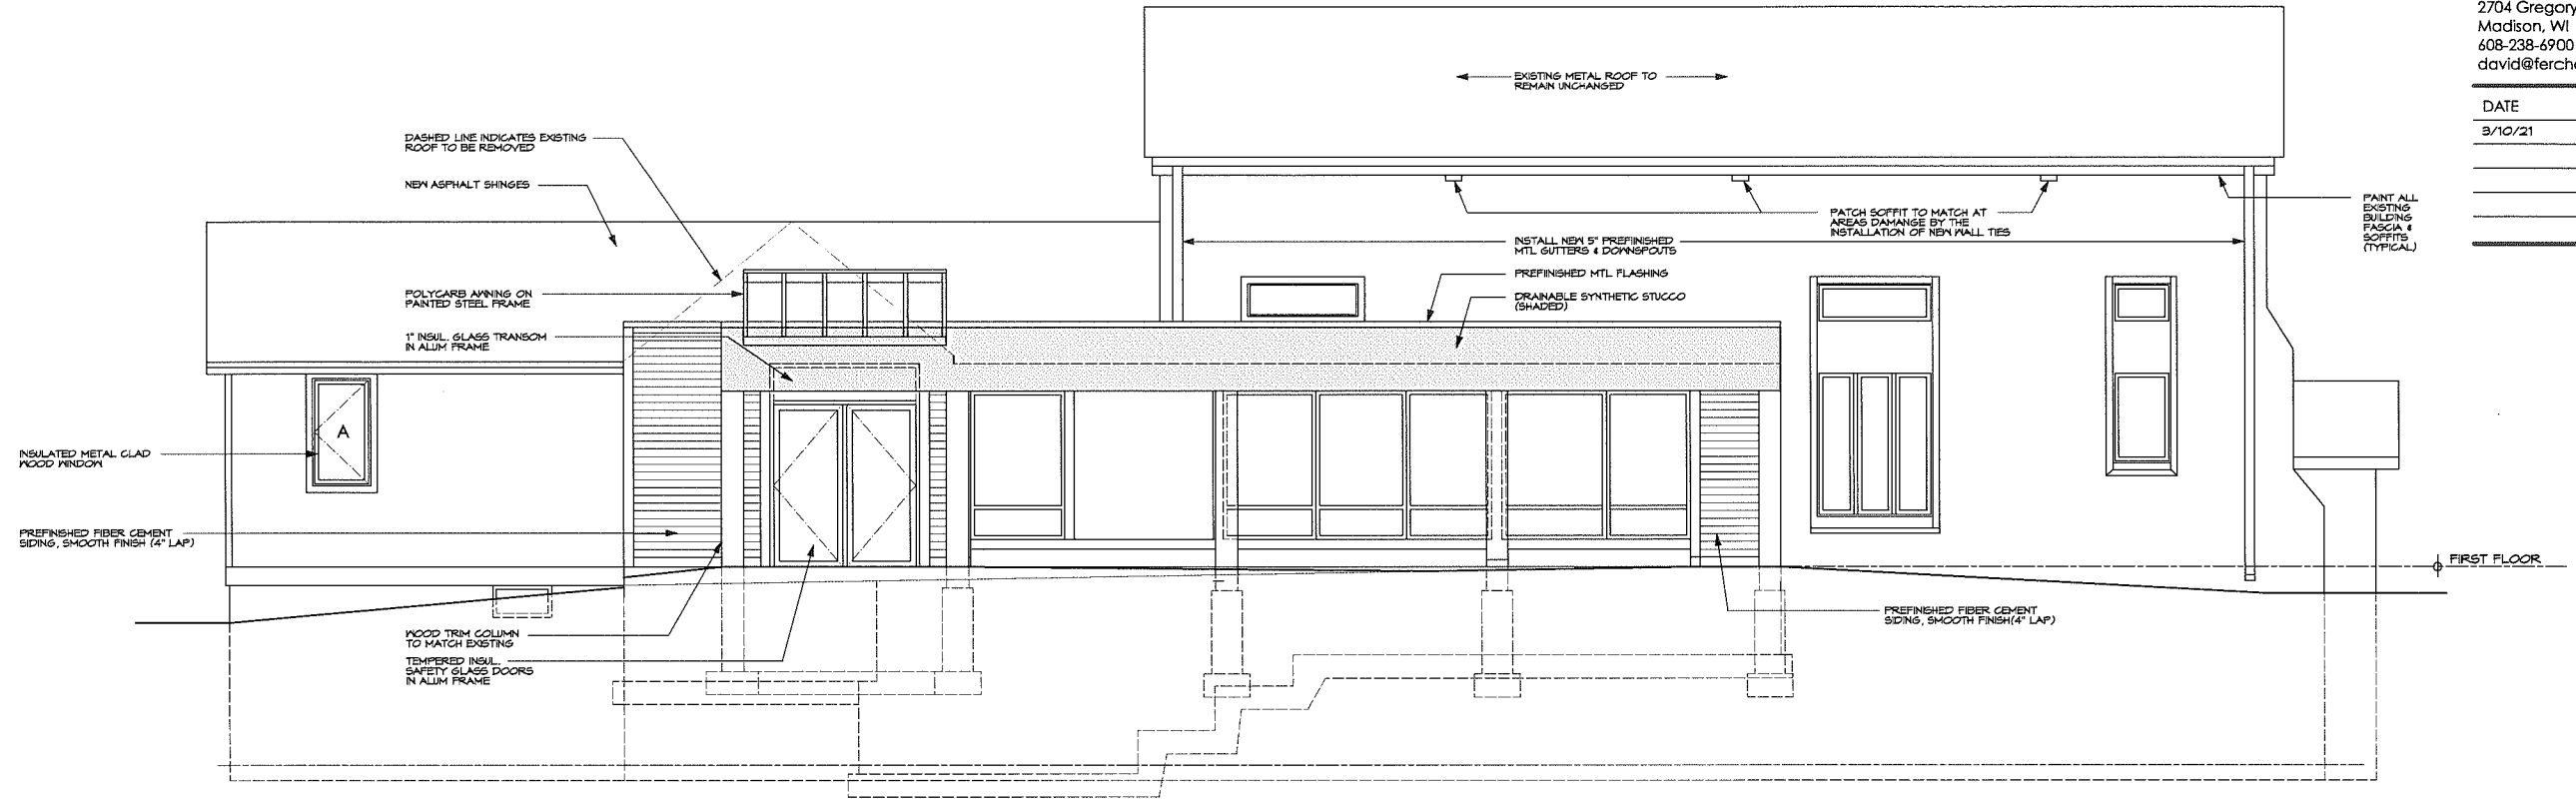 2704 Gregory
Madison, WI
608-238-6900
david@ferch
DATE
3/10/21
EXISTING METAL ROOF TO
REMAIN UNCHANGED
DASHED LINE INDICATES EXISTING
ROOF TO BE REMOVED
NEW ASPHALT SHINGES
PAINT ALL
EXISTING
BUILDING
FASCIA &
SOFFITS
(TYPICAL)
PATCH SOFFIT TO MATCH AT
AREAS DAMANGE BY THE
INSTALLATION OF NEW WALL TIES
INSTALL NEW 5" PREFINISHED
MTL GUTTERS & DOWNSPOUTS
PREFINISHED MTL FLASHING
DRAINABLE SYNTHETIC STUCCO
(SHADED)
POLYCARB AWNING ON
PAINTED STEEL FRAME
1" INSUL. GLASS TRANSOM
IN ALUM FRAME
A
INSULATED METAL CLAD
WOOD WINDOW
PREFINISHED FIBER CEMENT
SIDING, SMOOTH FINISH (4" LAP)
FIRST FLOOR
PREFINISHED FIBER CEMENT
SIDING, SMOOTH FINISH(4" LAP)
WOOD TRIM COLUMN
TO MATCH EXISTING
TEMPERED INSUL.
SAFETY GLASS DOORS
IN ALUM FRAME